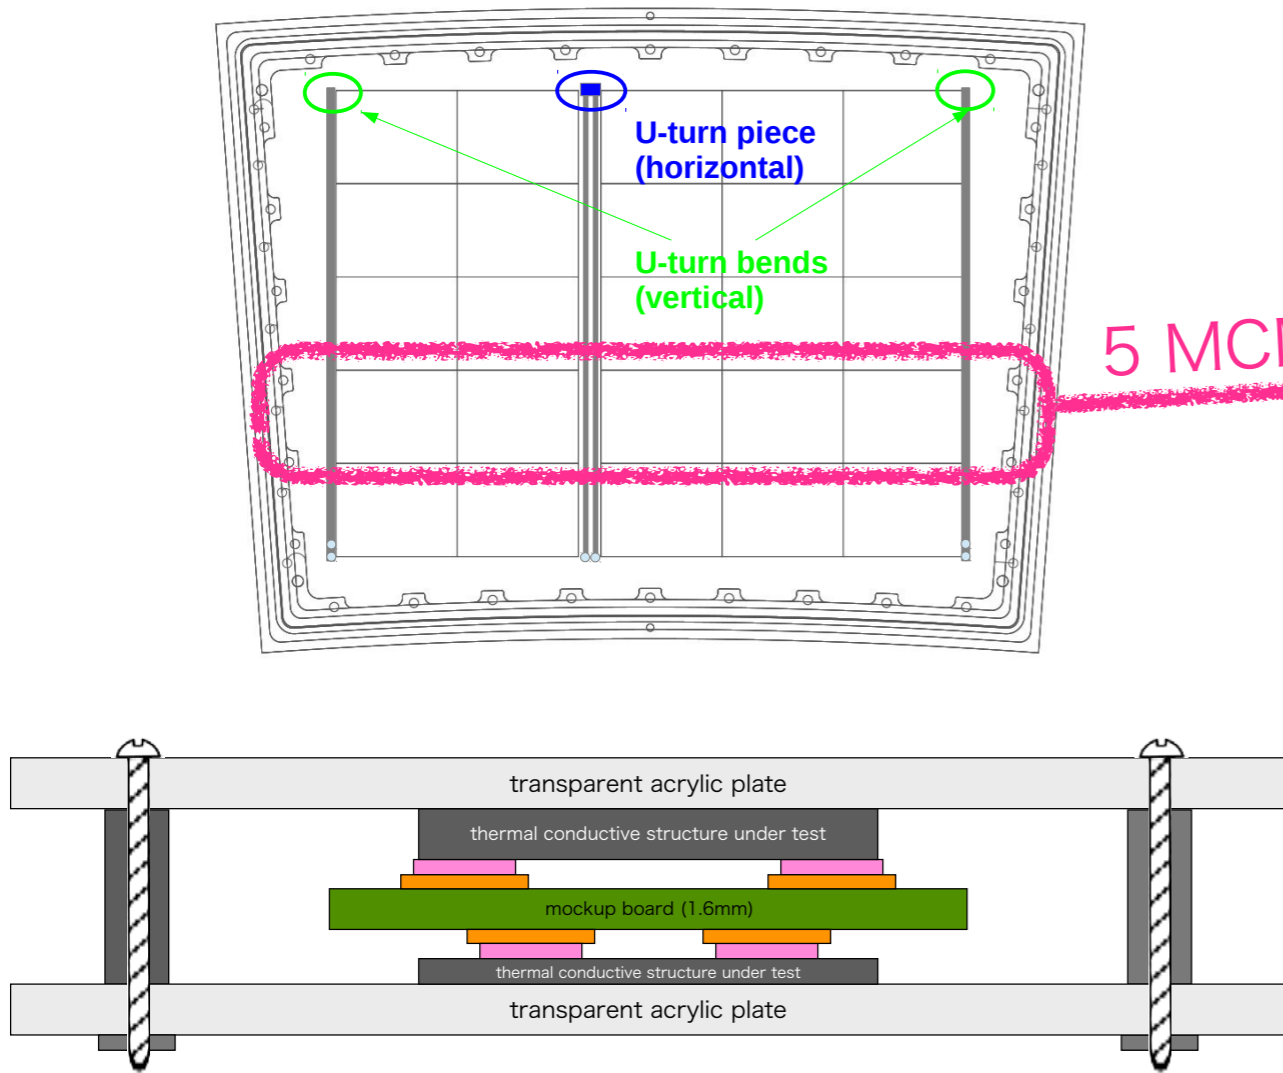 U-turn piece
(horizontal)
U-turn bends
(vertical)
5
transparent acrylic plate
thermal conductive structure under test
mockup board (1.6mm)
thermal conductive structure under test
transparent acrylic plate